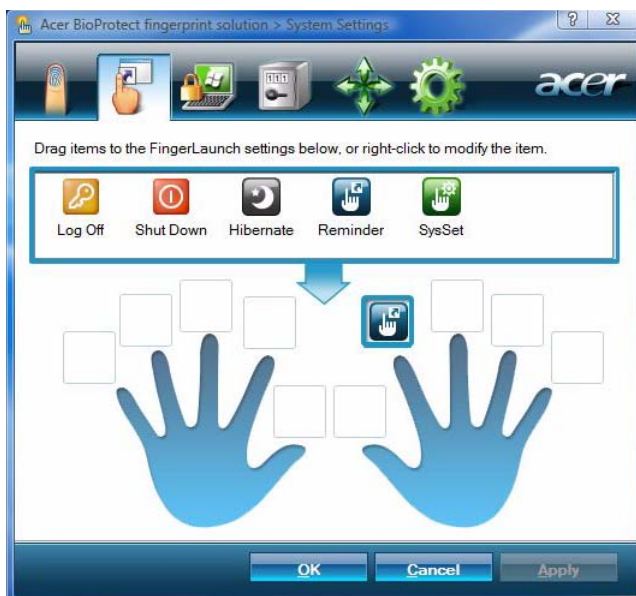 Acer BioProtect fingerprint solution > System Settings
acer
Drag items to the FingerLaunch settings below, or right-click to modify the item.
Log Off Shut Down Hibernate Reminder SysSet
OK Cancel Apply